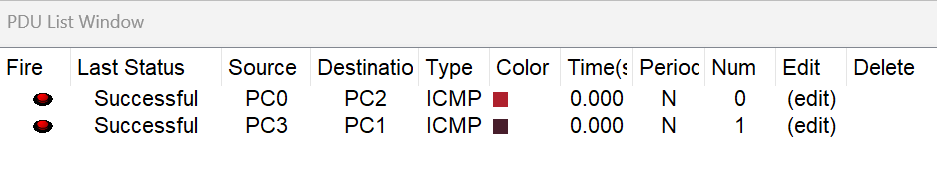 PDU List Window
Fire Last Status Source Destinatio Type Color Time(s Period Num Edit Delete
Successful PC0 PC2 ICMP 0.000 N 0 (edit)
Successful PC3 PC1 ICMP 0.000 N 1 (edit)